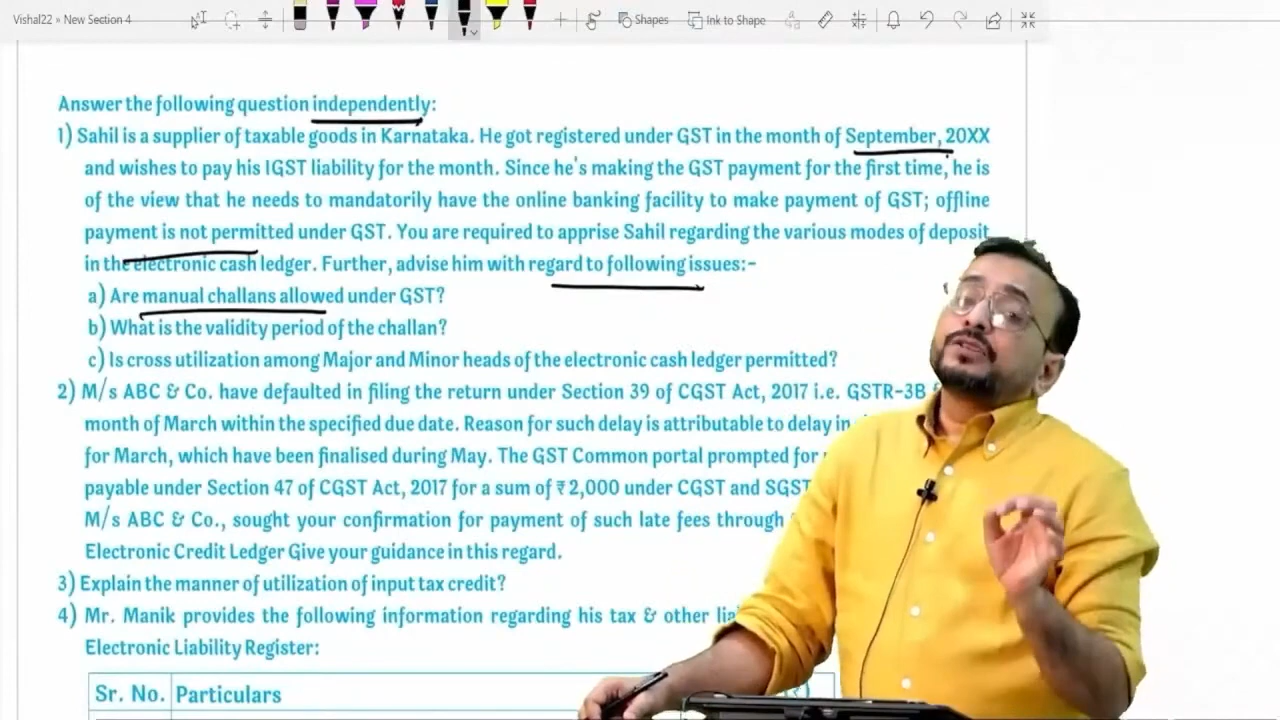 Vishal22 » New Section 4
Shapes
Ink to Shape
Answer the following question independently:
1) Sahil is a supplier of taxable goods in Karnataka. He got registered under GST in the month of September, 20XX
and wishes to pay his IGST liability for the month. Since he's making the GST payment for the first time, he is
of the view that he needs to mandatorily have the online banking facility to make payment of GST; offline
payment is not permitted under GST. You are required to apprise Sahil regarding the various modes of deposit
in the electronic cash ledger. Further, advise him with regard to following issues:-
a) Are manual challans allowed under GST?
b) What is the validity period of the challan?
c) Is cross utilization among Major and Minor heads of the electronic cash ledger permitted?
2) M/s ABC & Co. have defaulted in filing the return under Section 39 of CGST Act, 2017 i.e. GSTR-3B
month of March within the specified due date. Reason for such delay is attributable to delay in
for March, which have been finalised during May. The GST Common portal prompted for
payable under Section 47 of CGST Act, 2017 for a sum of ₹ 2,000 under CGST and SGST
M/s ABC & Co., sought your confirmation for payment of such late fees through
Electronic Credit Ledger Give your guidance in this regard.
3) Explain the manner of utilization of input tax credit?
4) Mr. Manik provides the following information regarding his tax & other
Electronic Liability Register:
Sr. No. Particulars